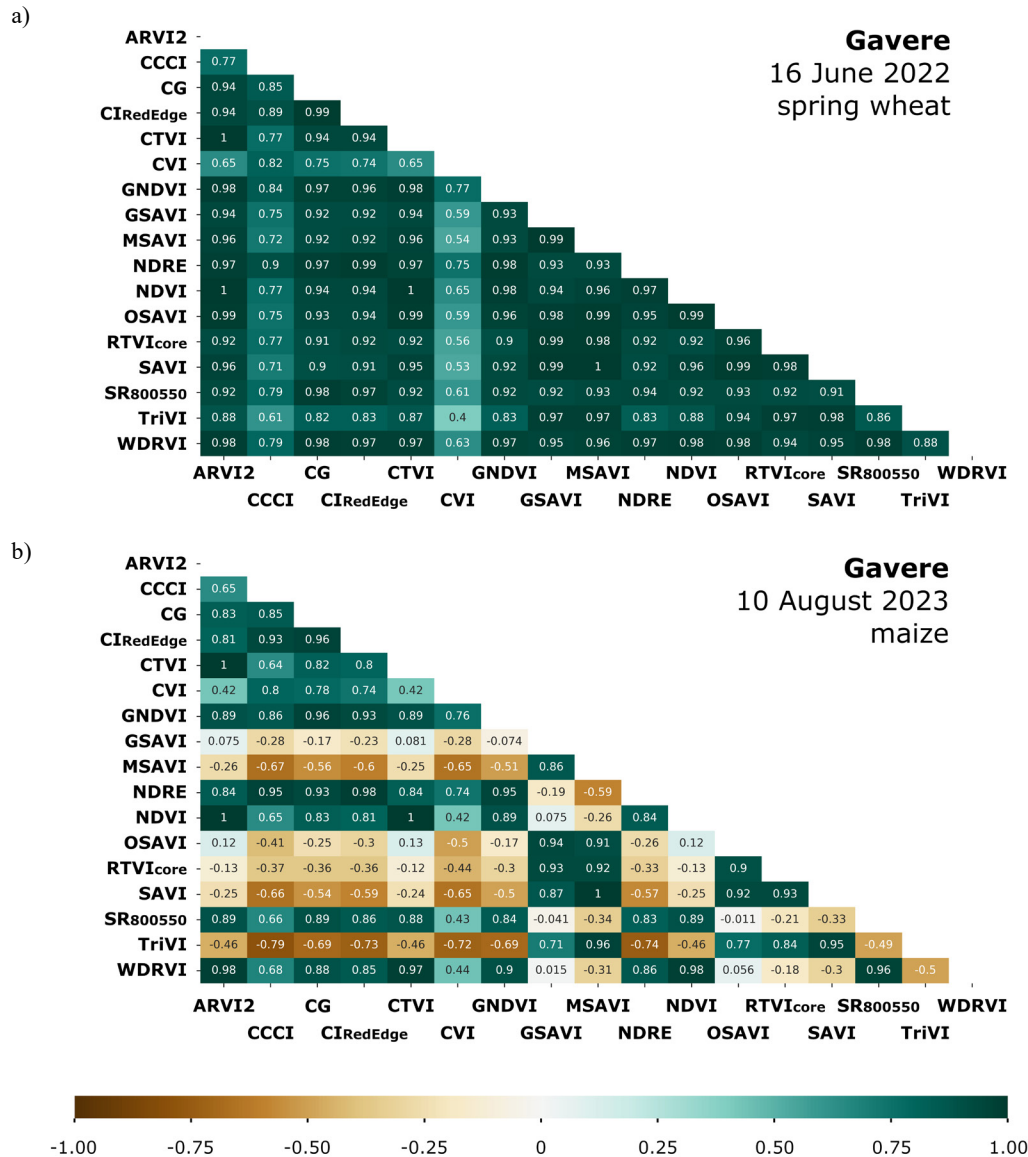 a)
Gavere
16 June 2022
spring wheat
ARVI2
CCCI 0.77
CG 0.94 0.85
CIRedEdge 0.94 0.89 0.99
CTVI 1 0.77 0.94 0.94
CVI 0.65 0.82 0.75 0.74 0.65
GNDVI 0.98 0.84 0.97 0.96 0.98 0.77
GSAVI 0.94 0.75 0.92 0.92 0.94 0.59 0.93
MSAVI 0.96 0.72 0.92 0.92 0.96 0.54 0.93 0.99
NDRE 0.97 0.9 0.97 0.99 0.97 0.75 0.98 0.93 0.93
NDVI 1 0.77 0.94 0.94 1 0.65 0.98 0.94 0.96 0.97
OSAVI 0.99 0.75 0.93 0.94 0.99 0.59 0.96 0.98 0.99 0.95 0.99
RTVIcore 0.92 0.77 0.91 0.92 0.92 0.56 0.9 0.99 0.98 0.92 0.92 0.96
SAVI 0.96 0.71 0.9 0.91 0.95 0.53 0.92 0.99 1 0.92 0.96 0.99 0.98
SR800550 0.92 0.79 0.98 0.97 0.92 0.61 0.92 0.92 0.93 0.94 0.92 0.93 0.92 0.91
TriVI 0.88 0.61 0.82 0.83 0.87 0.4 0.83 0.97 0.97 0.83 0.88 0.94 0.97 0.98 0.86
WDRVI 0.98 0.79 0.98 0.97 0.97 0.63 0.97 0.95 0.96 0.97 0.98 0.98 0.94 0.95 0.98 0.88
ARVI2 CG CTVI GNDVI MSAVI NDVI RTVIcore SR800550 WDRVI
CCCI CIRedEdge CVI GSAVI NDRE OSAVI SAVI TriVI
b)
Gavere
10 August 2023
maize
ARVI2
CCCI 0.65
CG 0.83 0.85
CIRedEdge 0.81 0.93 0.96
CTVI 1 0.64 0.82 0.8
CVI 0.42 0.8 0.78 0.74 0.42
GNDVI 0.89 0.86 0.96 0.93 0.89 0.76
GSAVI 0.075 -0.28 -0.17 -0.23 0.081 -0.28 -0.074
MSAVI -0.26 -0.67 -0.56 -0.6 -0.25 -0.65 -0.51 0.86
NDRE 0.84 0.95 0.93 0.98 0.84 0.74 0.95 -0.19 -0.59
NDVI 1 0.65 0.83 0.81 1 0.42 0.89 0.075 -0.26 0.84
OSAVI 0.12 -0.41 -0.25 -0.3 0.13 -0.5 -0.17 0.94 0.91 -0.26 0.12
RTVIcore -0.13 -0.37 -0.36 -0.36 -0.12 -0.44 -0.3 0.93 0.92 -0.33 -0.13 0.9
SAVI -0.25 -0.66 -0.54 -0.59 -0.24 -0.65 -0.5 0.87 1 -0.57 -0.25 0.92 0.93
SR800550 0.89 0.66 0.89 0.86 0.88 0.43 0.84 -0.041 -0.34 0.83 0.89 -0.011 -0.21 -0.33
TriVI -0.46 -0.79 -0.69 -0.73 -0.46 -0.72 -0.69 0.71 0.96 -0.74 -0.46 0.77 0.84 0.95 -0.49
WDRVI 0.98 0.68 0.88 0.85 0.97 0.44 0.9 0.015 -0.31 0.86 0.98 0.056 -0.18 -0.3 0.96 -0.5
ARVI2 CG CTVI GNDVI MSAVI NDVI RTVIcore SR800550 WDRVI
CCCI CIRedEdge CVI GSAVI NDRE OSAVI SAVI TriVI
-1.00 -0.75 -0.50 -0.25 0 0.25 0.50 0.75 1.00